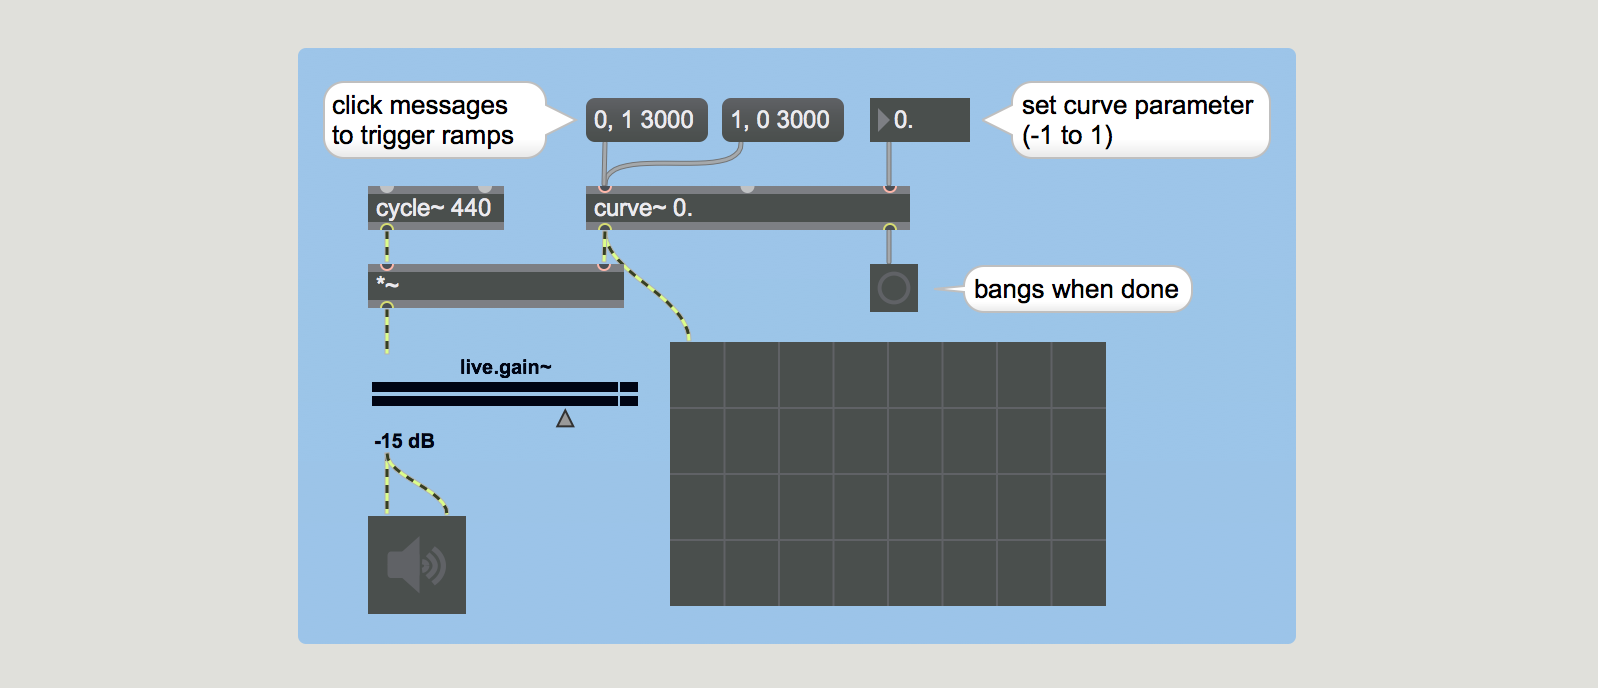 click messages
to trigger ramps
0, 1 3000
1, 0 3000
0.
set curve parameter
(-1 to 1)
cycle~ 440
curve~ 0.
*~
bangs when done
live.gain~
-15 dB